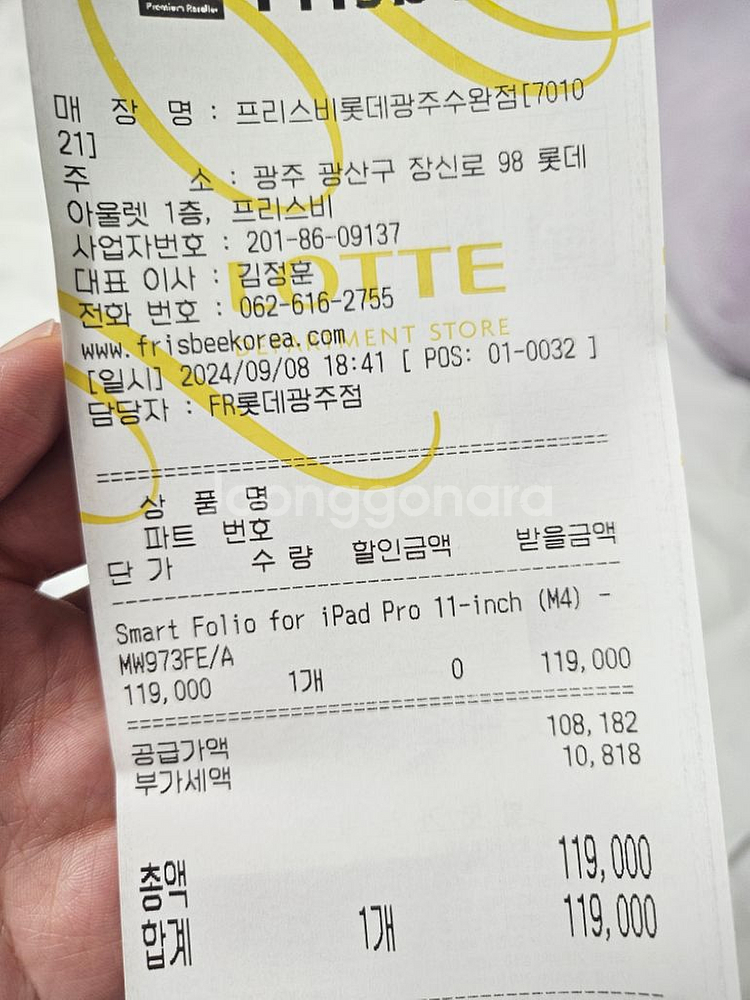 Premium Reseller
매 장 명 : 프리스비롯데광주수완점[7010
21]
주 소 : 광주 광산구 장신로 98 롯데
아울렛 1층, 프리스비
사업자번호 : 201-86-09137
대표 이사 : 김정훈
LOTTE
전화 번호 : 062-616-2755
DEPARTMENT STORE
www.frisbeekorea.com
[일시] 2024/09/08 18:41 [ POS: 01-0032 ]
담당자 : FR롯데광주점
joonggonara
상 품 명
파트 번호
단 가 수 량 할인금액 받을금액
Smart Folio for iPad Pro 11-inch (M4) -
MW973FE/A
119,000 1개 0 119,000
공급가액 108,182
부가세액 10,818
총액 119,000
합계 1개 119,000